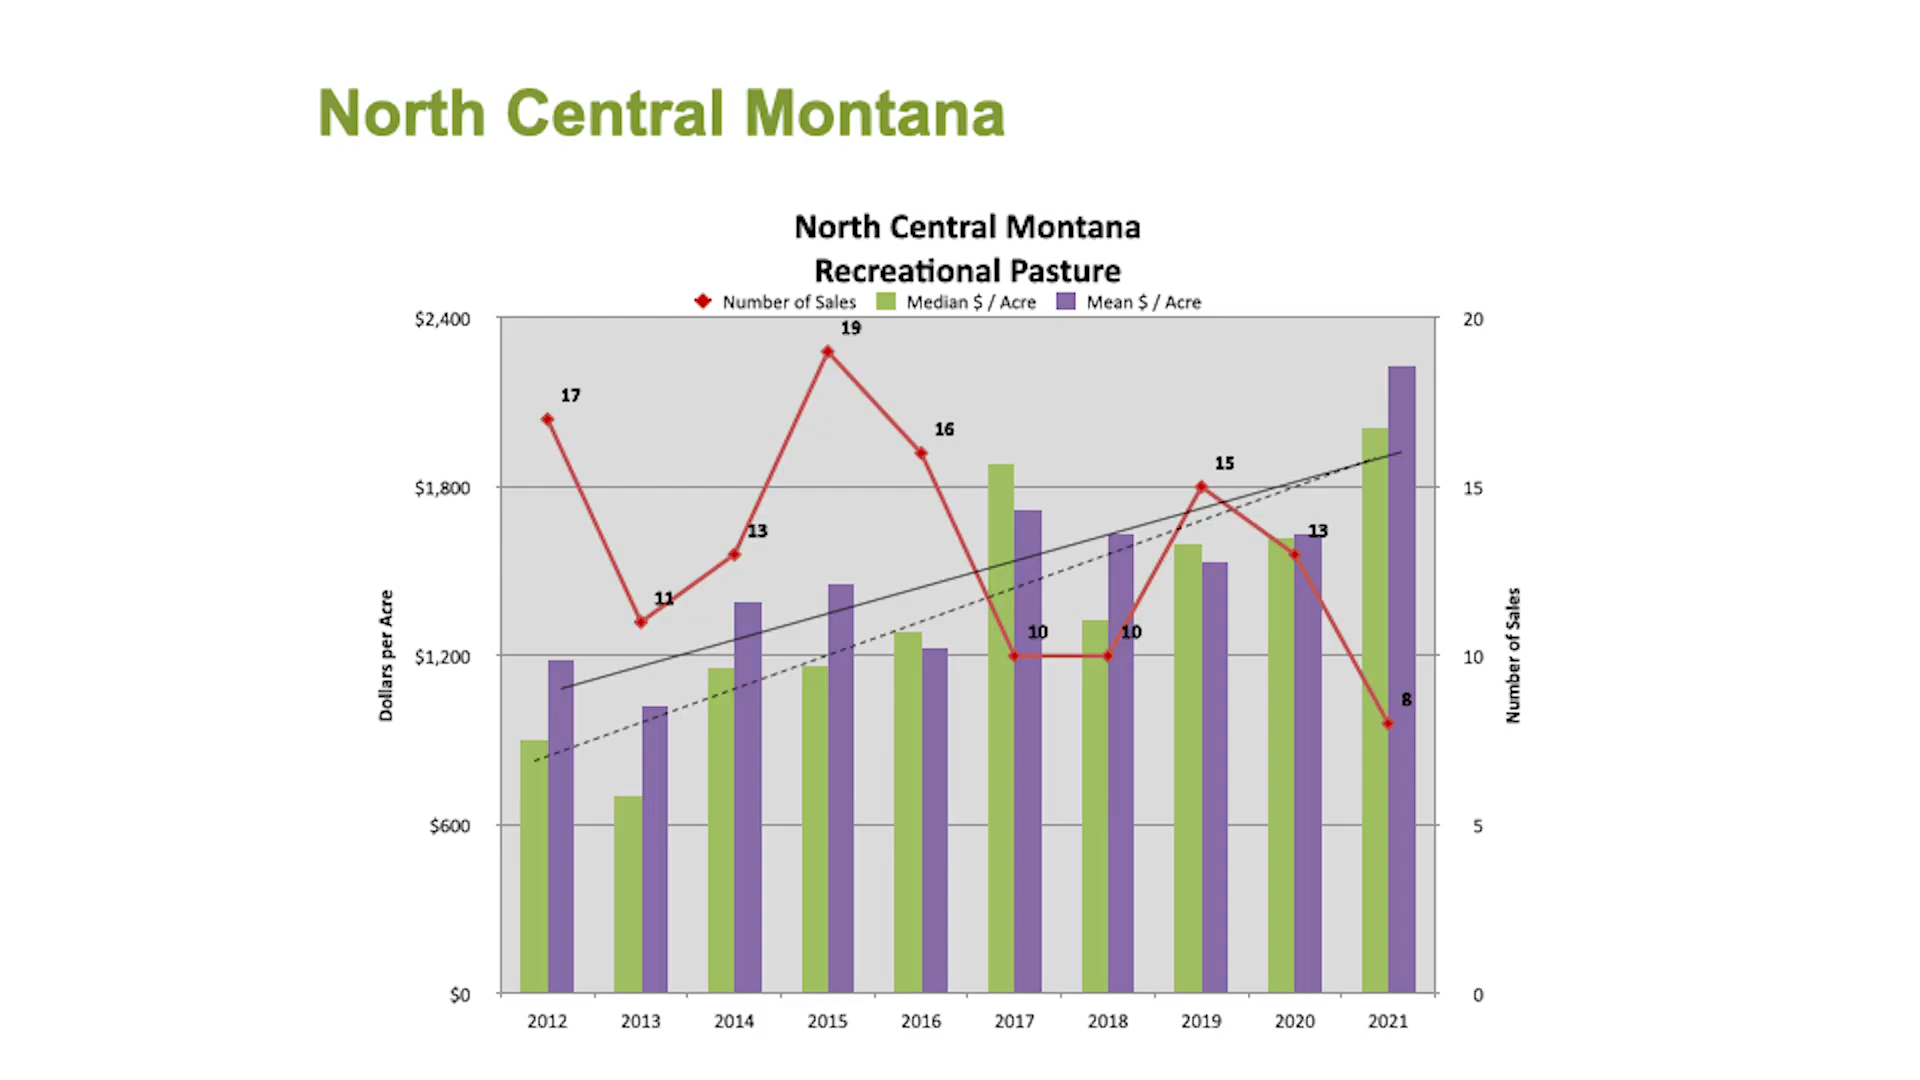 North Central Montana
North Central Montana
Recreational Pasture
Number of Sales Median $ / Acre Mean $ / Acre
$2,400
$1,800
$1,200
$600
$0
Dollars per Acre
17
11
13
19
16
10
10
15
13
8
20
15
10
5
0
Number of Sales
2012 2013 2014 2015 2016 2017 2018 2019 2020 2021